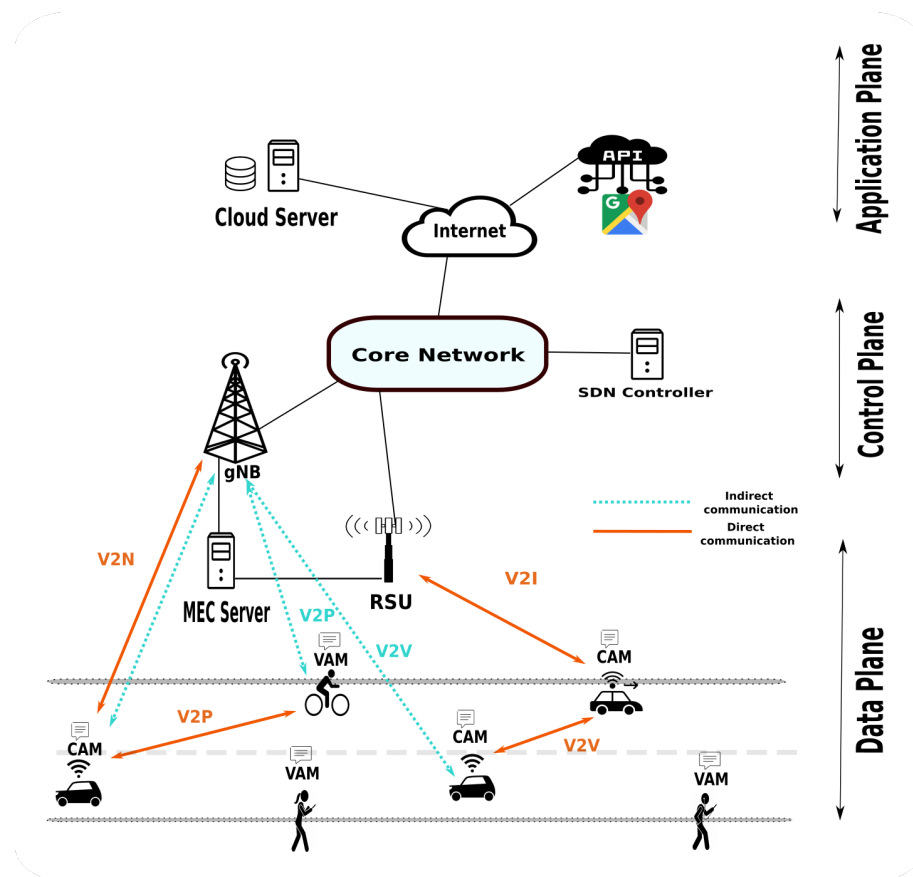 Application Plane
API
G
Cloud Server
Internet
Control Plane
Core Network
SDN Controller
gNB
Indirect
communication
Direct
communication
V2N
V2I
MEC Server
RSU
V2P
V2V
VAM
CAM
Data Plane
V2P
CAM
CAM
V2V
VAM
VAM